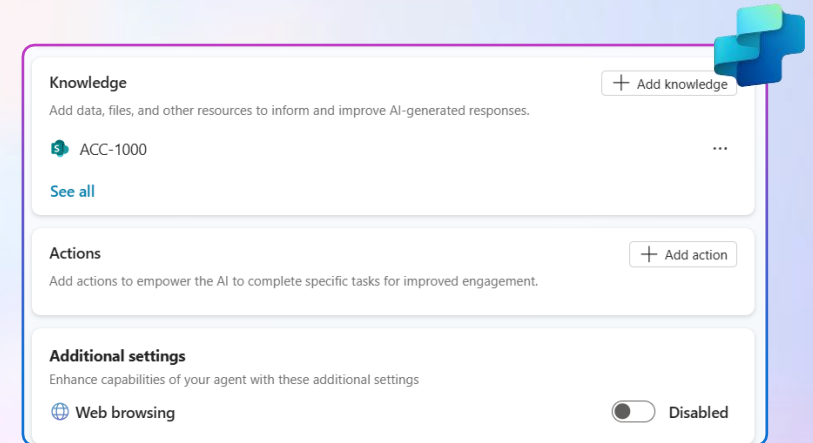 Knowledge
+ Add knowledge
Add data, files, and other resources to inform and improve AI-generated responses.
S ACC-1000
...
See all
Actions
+ Add action
Add actions to empower the AI to complete specific tasks for improved engagement.
Additional settings
Enhance capabilities of your agent with these additional settings
Web browsing
Disabled